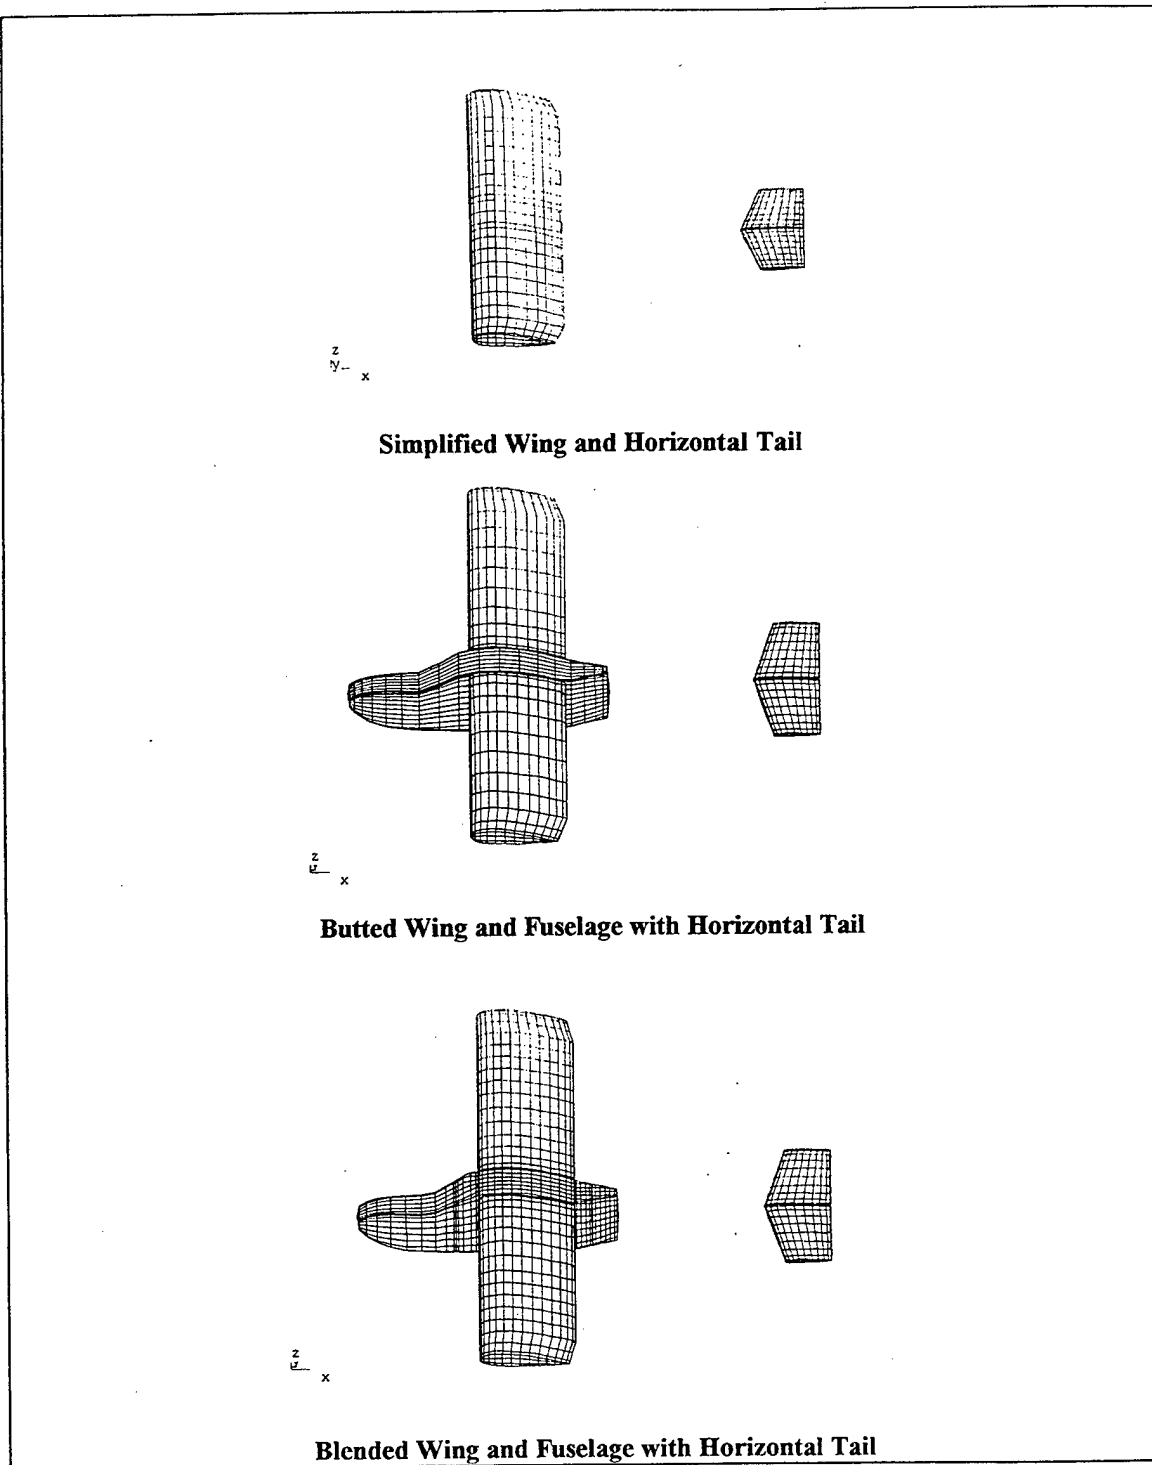 z
y
x
Simplified Wing and Horizontal Tail
z
x
Butted Wing and Fuselage with Horizontal Tail
z
x
Blended Wing and Fuselage with Horizontal Tail